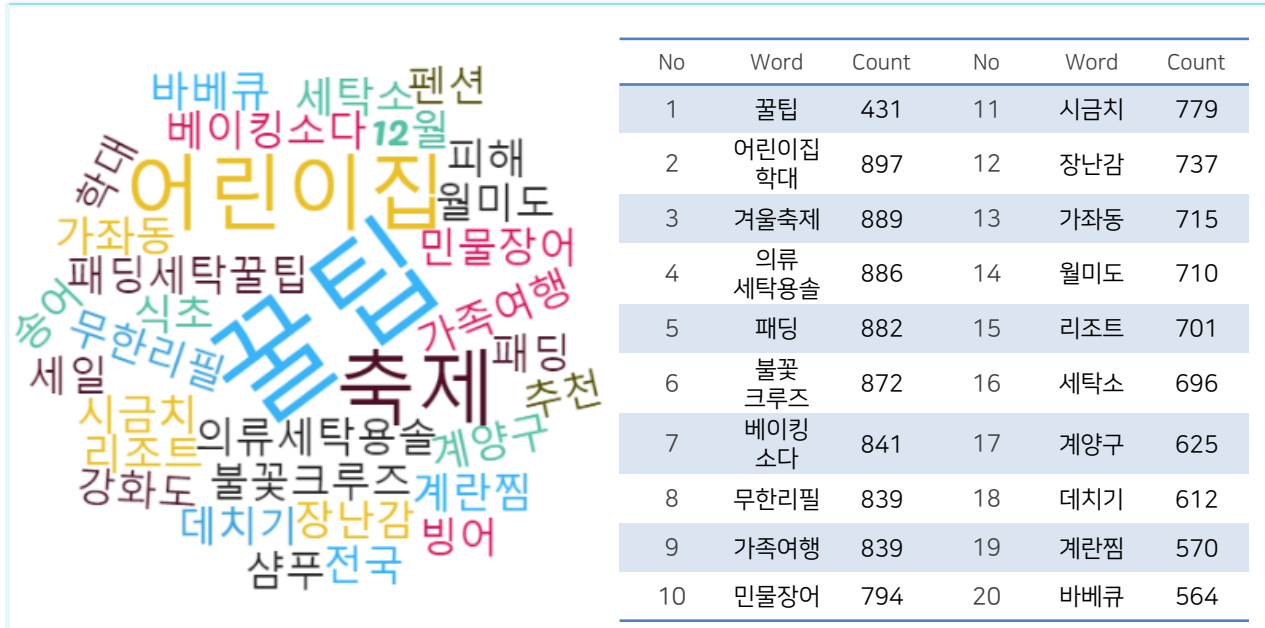 바베큐 세탁소 펜션
베이킹소다 12월
학대 어린이집 피해
월미도
가좌동 민물장어
패딩세탁꿀팁 꿀팁
송어 식초 가족여행
무한리필 패딩
세일 축제 추천
시금치 의류세탁용솔 계양구
리조트
강화도 불꽃크루즈 계란찜
데치기 장난감 빙어
샴푸 전국
No Word Count No Word Count
1 꿀팁 431 11 시금치 779
2 어린이집
학대 897 12 장난감 737
3 겨울축제 889 13 가좌동 715
4 의류
세탁용솔 886 14 월미도 710
5 패딩 882 15 리조트 701
6 불꽃
크루즈 872 16 세탁소 696
7 베이킹
소다 841 17 계양구 625
8 무한리필 839 18 데치기 612
9 가족여행 839 19 계란찜 570
10 민물장어 794 20 바베큐 564